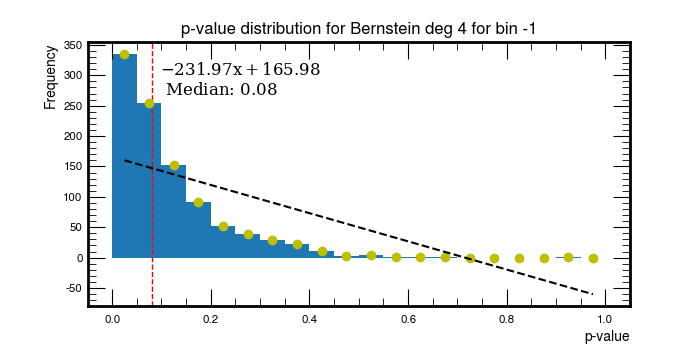 p-value distribution for Bernstein deg 4 for bin -1
Frequency
350
300
250
200
150
100
50
0
-50
−231.97x + 165.98
Median: 0.08
0.0 0.2 0.4 0.6 0.8 1.0
p-value